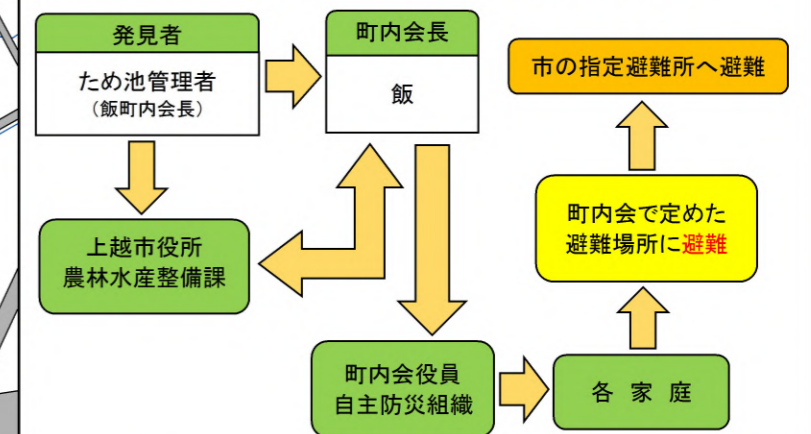 発見者
ため池管理者
（飯町内会長）
町内会長
飯
市の指定避難所へ避難
上越市役所
農林水産整備課
町内会で定めた
避難場所に避難
町内会役員
自主防災組織
各 家 庭